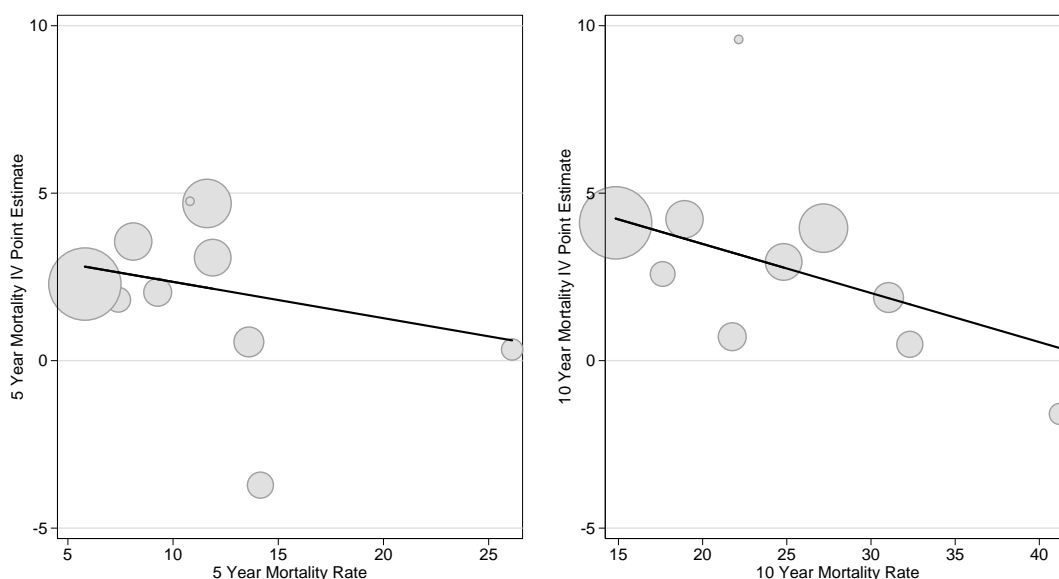 10
5
0
-5
5 Year Mortality IV Point Estimate
5 10 15 20 25
5 Year Mortality Rate
10
5
0
-5
10 Year Mortality IV Point Estimate
15 20 25 30 35 40
10 Year Mortality Rate